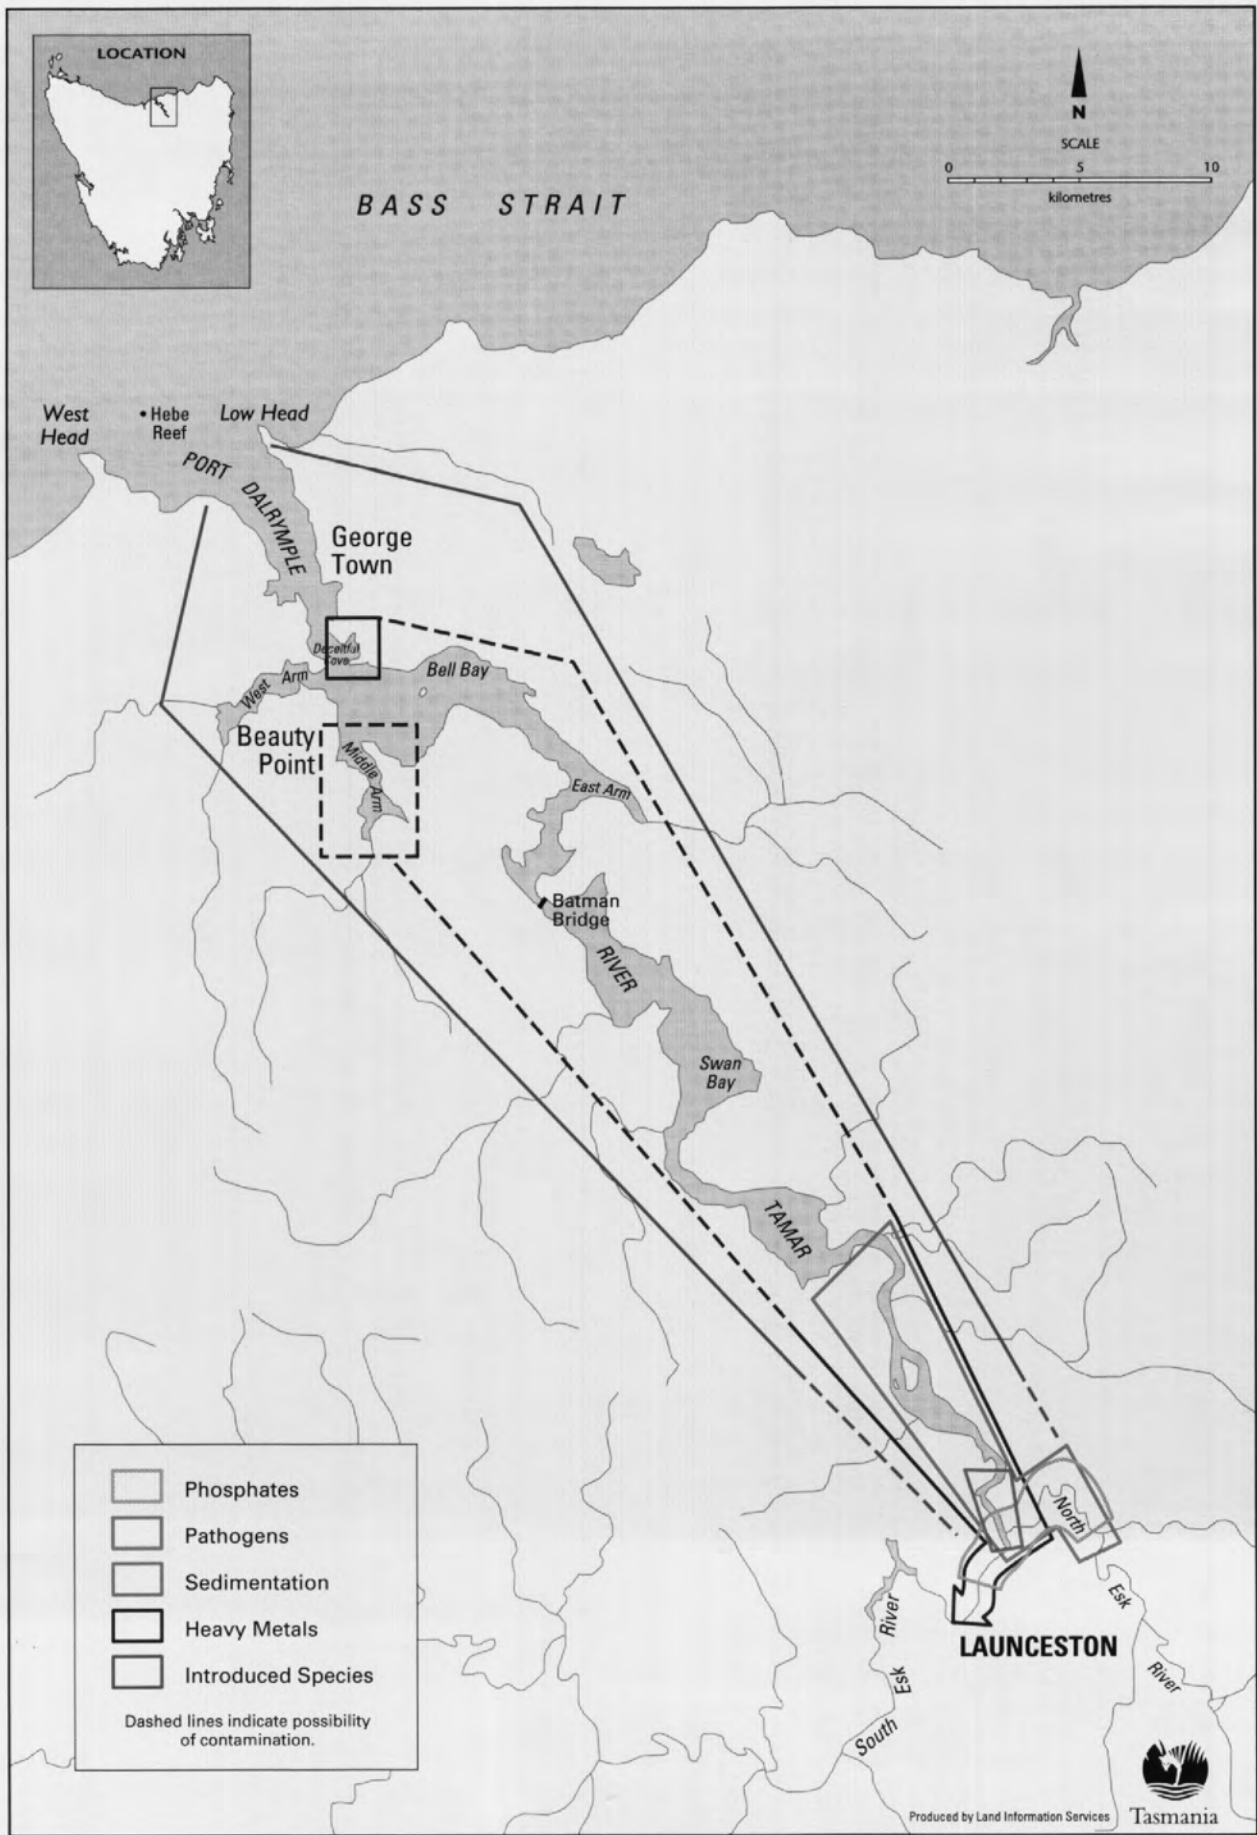 LOCATION
N
SCALE
0 5 10
kilometres
BASS STRAIT
West
Head
Hebe
Reef
Low Head
PORT
DALRYMPLE
George
Town
Deceitful
Cove
West Arm
Bell Bay
Beauty
Point
Middle
Arm
East Arm
Batman
Bridge
RIVER
Swan
Bay
TAMAR
North
Esk
River
LAUNCESTON
South
Esk
River
Phosphates
Pathogens
Sedimentation
Heavy Metals
Introduced Species
Dashed lines indicate possibility
of contamination.
Produced by Land Information Services
Tasmania